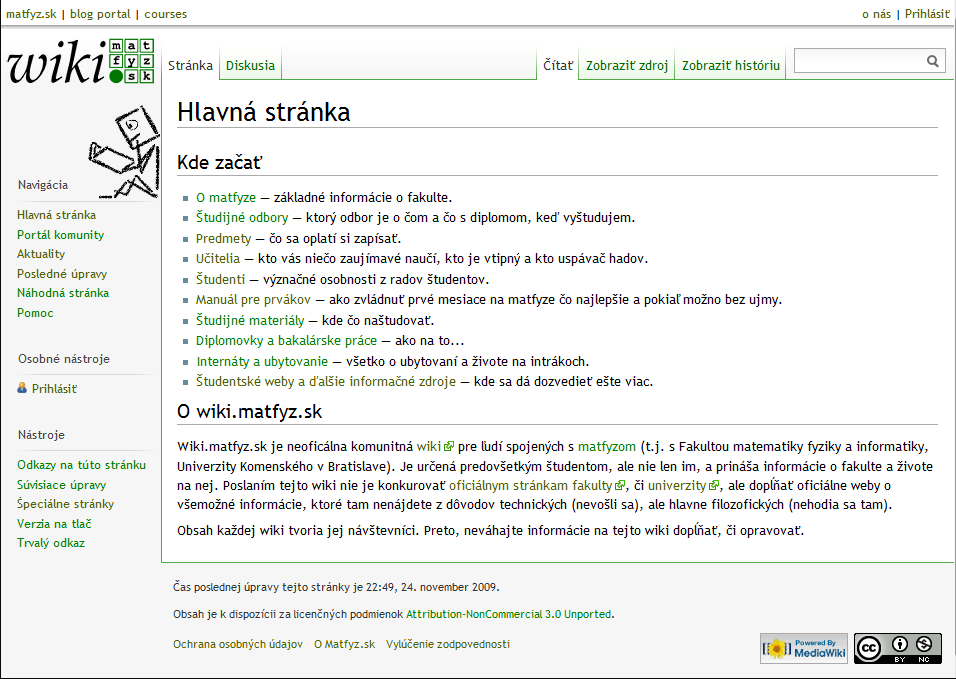 matfyz.sk | blog portal | courses
o nás | Prihlásiť
wiki mat fyz sk
Stránka Diskusia Čítať Zobraziť zdroj Zobraziť históriu
Hlavná stránka
Kde začať
O matfyze — základné informácie o fakulte.
Študijné odbory — ktorý odbor je o čom a čo s diplomom, keď vyštudujem.
Predmety — čo sa oplatí si zapísať.
Učitelia — kto vás niečo zaujímavé naučí, kto je vtipný a kto uspávač hadov.
Študenti — význačné osobnosti z radov študentov.
Manuál pre prvákov — ako zvládnuť prvé mesiace na matfyze čo najlepšie a pokiaľ možno bez ujmy.
Študijné materiály — kde čo naštudovať.
Diplomovky a bakalárske práce — ako na to...
Internáty a ubytovanie — všetko o ubytovaní a živote na intrákoch.
Študentské weby a ďalšie informačné zdroje — kde sa dá dozvedieť ešte viac.
O wiki.matfyz.sk
Wiki.matfyz.sk je neoficálna komunitná wiki pre ľudí spojených s matfyzom (t.j. s Fakultou matematiky fyziky a informatiky,
Univerzity Komenského v Bratislave). Je určená predovšetkým študentom, ale nie len im, a prináša informácie o fakulte a živote
na nej. Poslaním tejto wiki nie je konkurovať oficiálnym stránkam fakulty, či univerzity, ale dopĺňať oficiálne weby o
všemožné informácie, ktoré tam nenájdete z dôvodov technických (nevošli sa), ale hlavne filozofických (nehodia sa tam).
Obsah každej wiki tvoria jej návštevníci. Preto, neváhajte informácie na tejto wiki dopĺňať, či opravovať.
Navigácia
Hlavná stránka
Portál komunity
Aktuality
Posledné úpravy
Náhodná stránka
Pomoc
Osobné nástroje
Prihlásiť
Nástroje
Odkazy na túto stránku
Súvisiace úpravy
Špeciálne stránky
Verzia na tlač
Trvalý odkaz
Čas poslednej úpravy tejto stránky je 22:49, 24. november 2009.
Obsah je k dispozícii za licenčných podmienok Attribution-NonCommercial 3.0 Unported.
Ochrana osobných údajov O Matfyz.sk Vylúčenie zodpovednosti
Powered By
MediaWiki
cc
BY NC